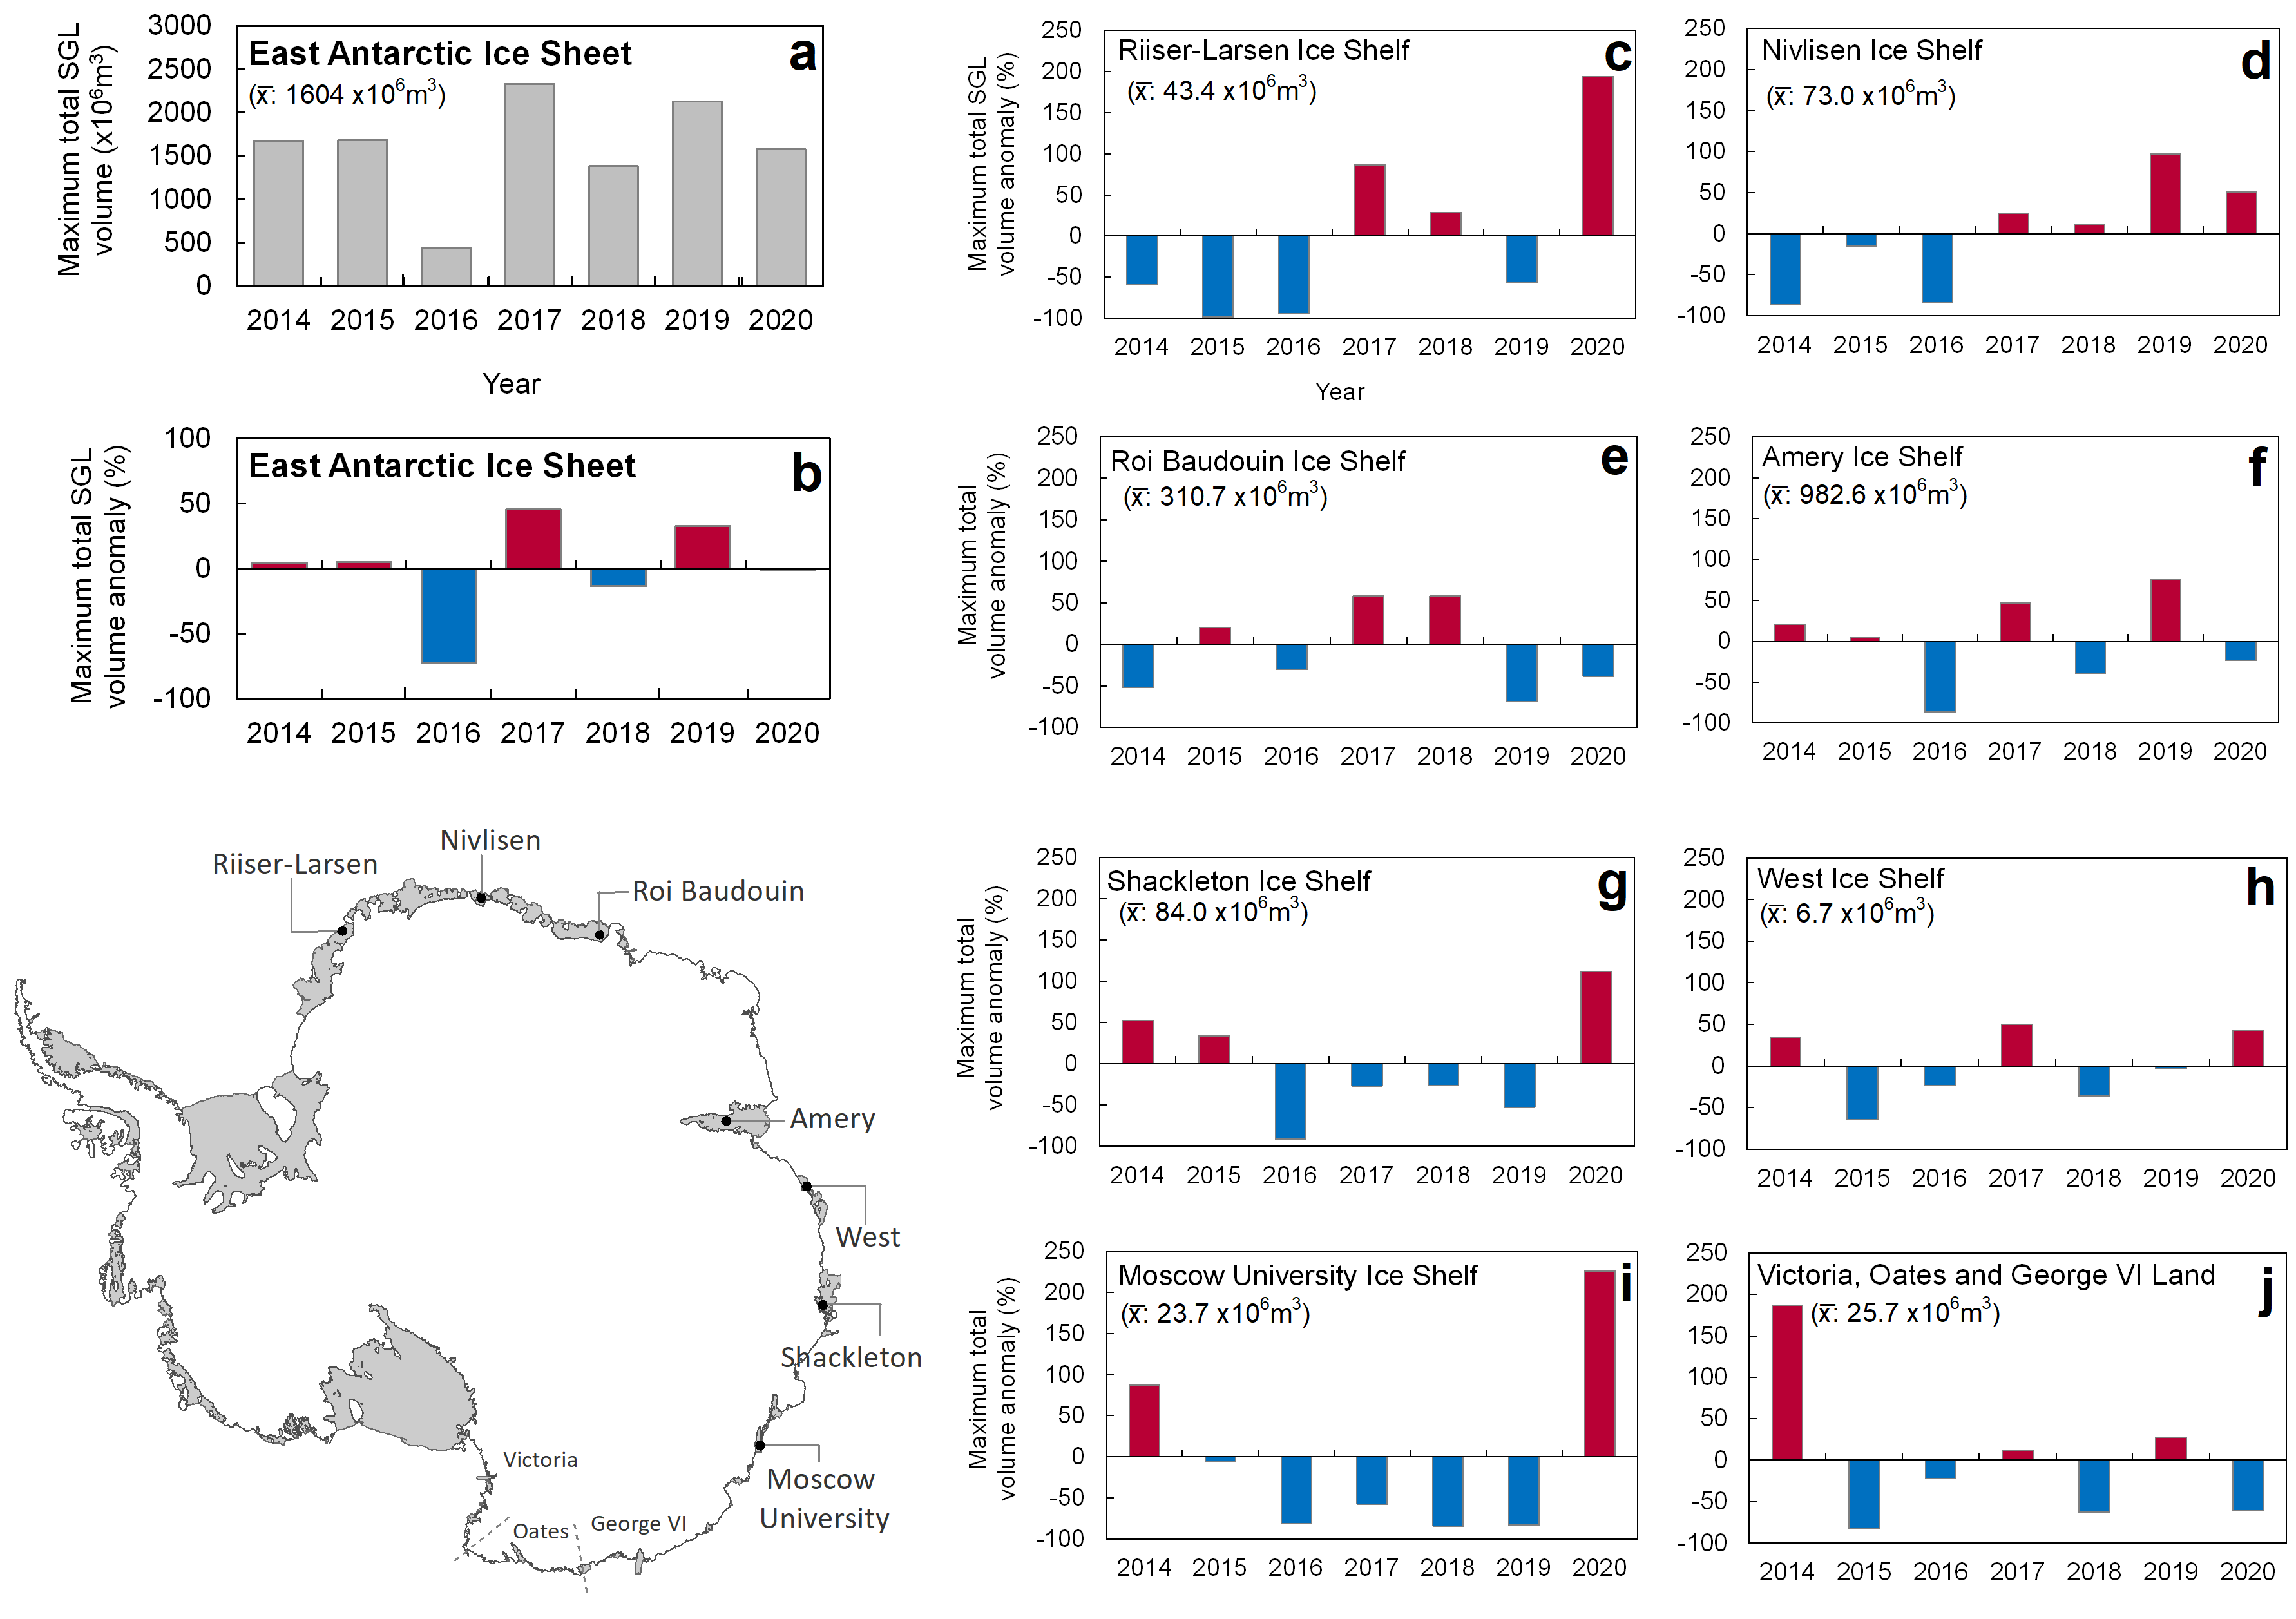 Maximum total SGL
volume (x10⁶m³)
3000
2500
2000
1500
1000
500
0
East Antarctic Ice Sheet
a
(x̅: 1604 x10⁶m³)
2014 2015 2016 2017 2018 2019 2020
Year
Maximum total SGL
volume anomaly (%)
100
50
0
-50
-100
East Antarctic Ice Sheet
b
2014 2015 2016 2017 2018 2019 2020
Maximum total SGL
volume anomaly (%)
250
200
150
100
50
0
-50
-100
Riiser-Larsen Ice Shelf
c
(x̅: 43.4 x10⁶m³)
2014 2015 2016 2017 2018 2019 2020
Year
250
200
150
100
50
0
-50
-100
Nivlisen Ice Shelf
d
(x̅: 73.0 x10⁶m³)
2014 2015 2016 2017 2018 2019 2020
Maximum total
volume anomaly (%)
250
200
150
100
50
0
-50
-100
Roi Baudouin Ice Shelf
e
(x̅: 310.7 x10⁶m³)
2014 2015 2016 2017 2018 2019 2020
250
200
150
100
50
0
-50
-100
Amery Ice Shelf
f
(x̅: 982.6 x10⁶m³)
2014 2015 2016 2017 2018 2019 2020
Nivlisen
Riiser-Larsen
Roi Baudouin
Amery
West
Shackleton
Moscow
University
Victoria
Oates
George VI
Maximum total
volume anomaly (%)
250
200
150
100
50
0
-50
-100
Shackleton Ice Shelf
g
(x̅: 84.0 x10⁶m³)
2014 2015 2016 2017 2018 2019 2020
250
200
150
100
50
0
-50
-100
West Ice Shelf
h
(x̅: 6.7 x10⁶m³)
2014 2015 2016 2017 2018 2019 2020
Maximum total
volume anomaly (%)
250
200
150
100
50
0
-50
-100
Moscow University Ice Shelf
i
(x̅: 23.7 x10⁶m³)
2014 2015 2016 2017 2018 2019 2020
250
200
150
100
50
0
-50
-100
Victoria, Oates and George VI Land
j
(x̅: 25.7 x10⁶m³)
2014 2015 2016 2017 2018 2019 2020